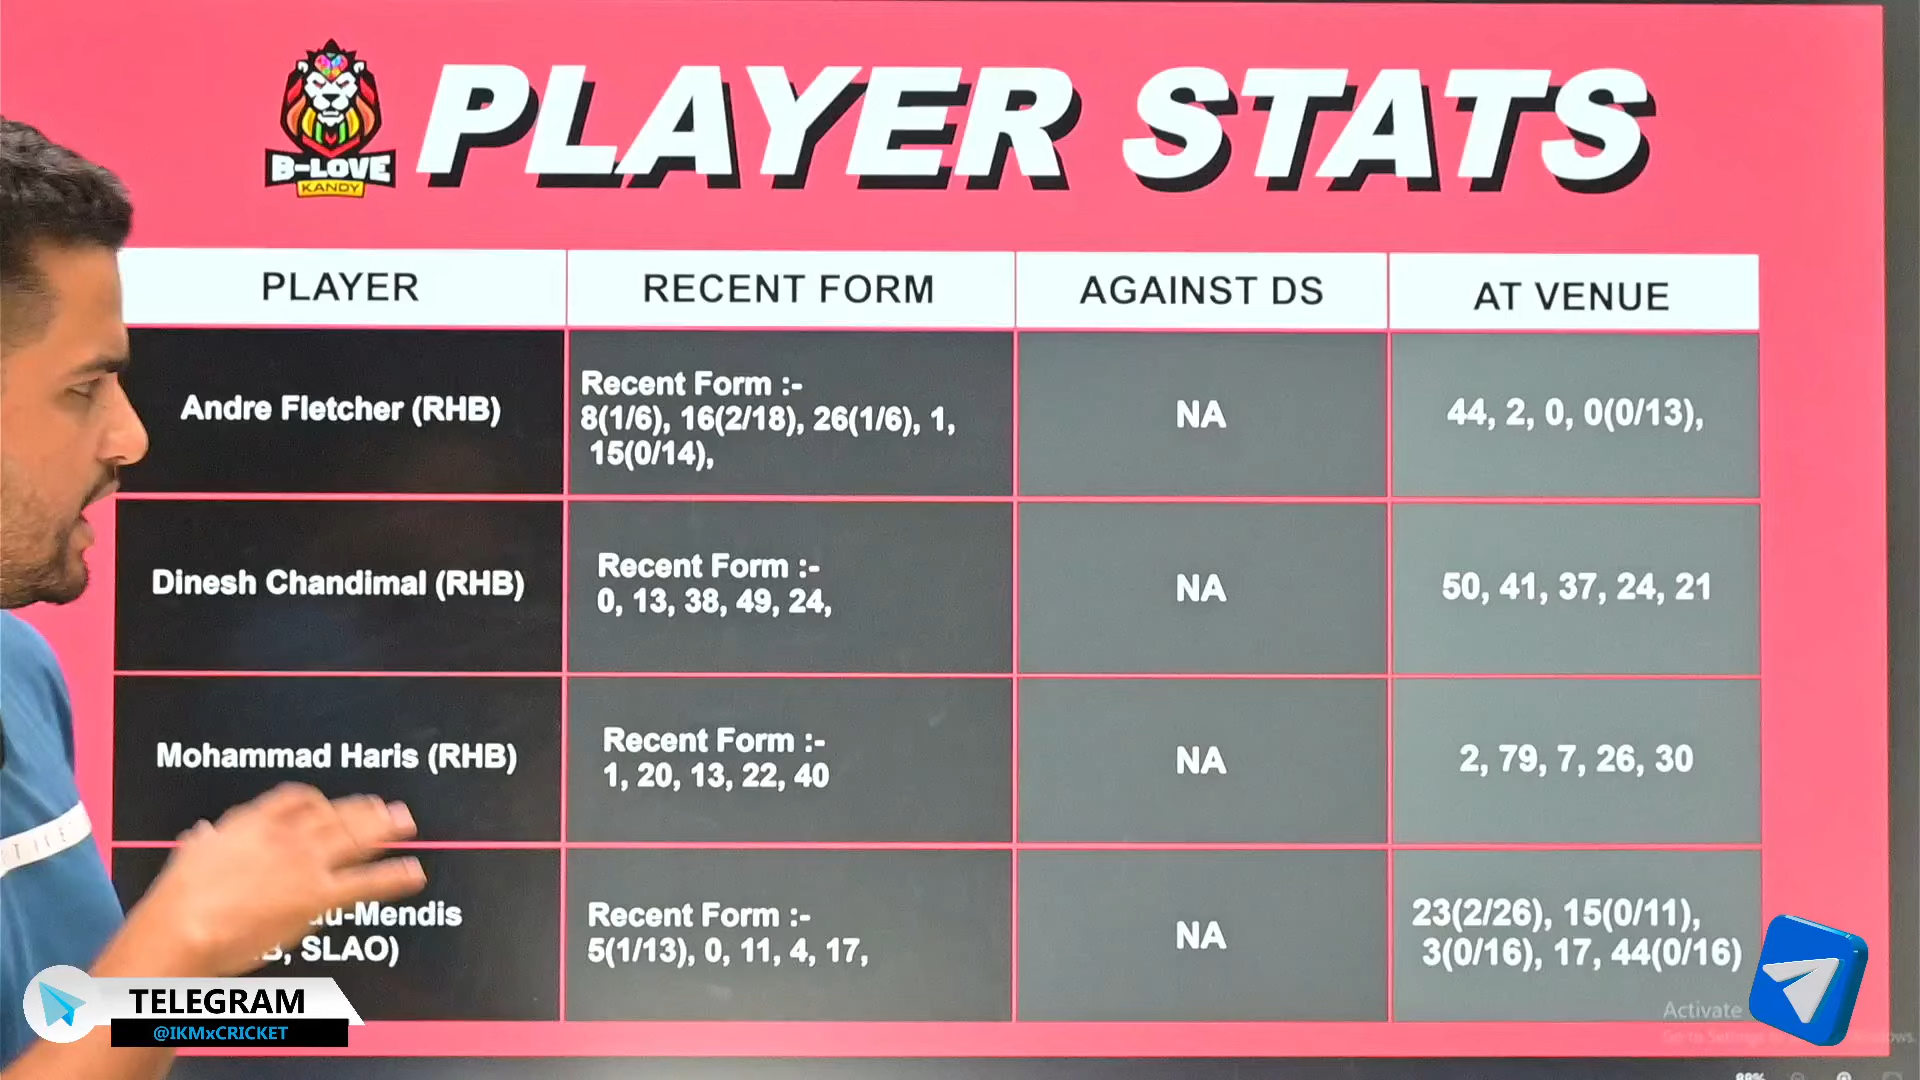 B-LOVE
KANDY
PLAYER STATS
PLAYER RECENT FORM AGAINST DS AT VENUE
Andre Fletcher (RHB)
Recent Form :-
8(1/6), 16(2/18), 26(1/6), 1,
15(0/14),
NA
44, 2, 0, 0(0/13),
Dinesh Chandimal (RHB)
Recent Form :-
0, 13, 38, 49, 24,
NA
50, 41, 37, 24, 21
Mohammad Haris (RHB)
Recent Form :-
1, 20, 13, 22, 40
NA
2, 79, 7, 26, 30
-Mendis
SLAO)
Recent Form :-
5(1/13), 0, 11, 4, 17,
NA
23(2/26), 15(0/11),
3(0/16), 17, 44(0/16)
TELEGRAM
@IKMxCRICKET
Activate
Go to Settings